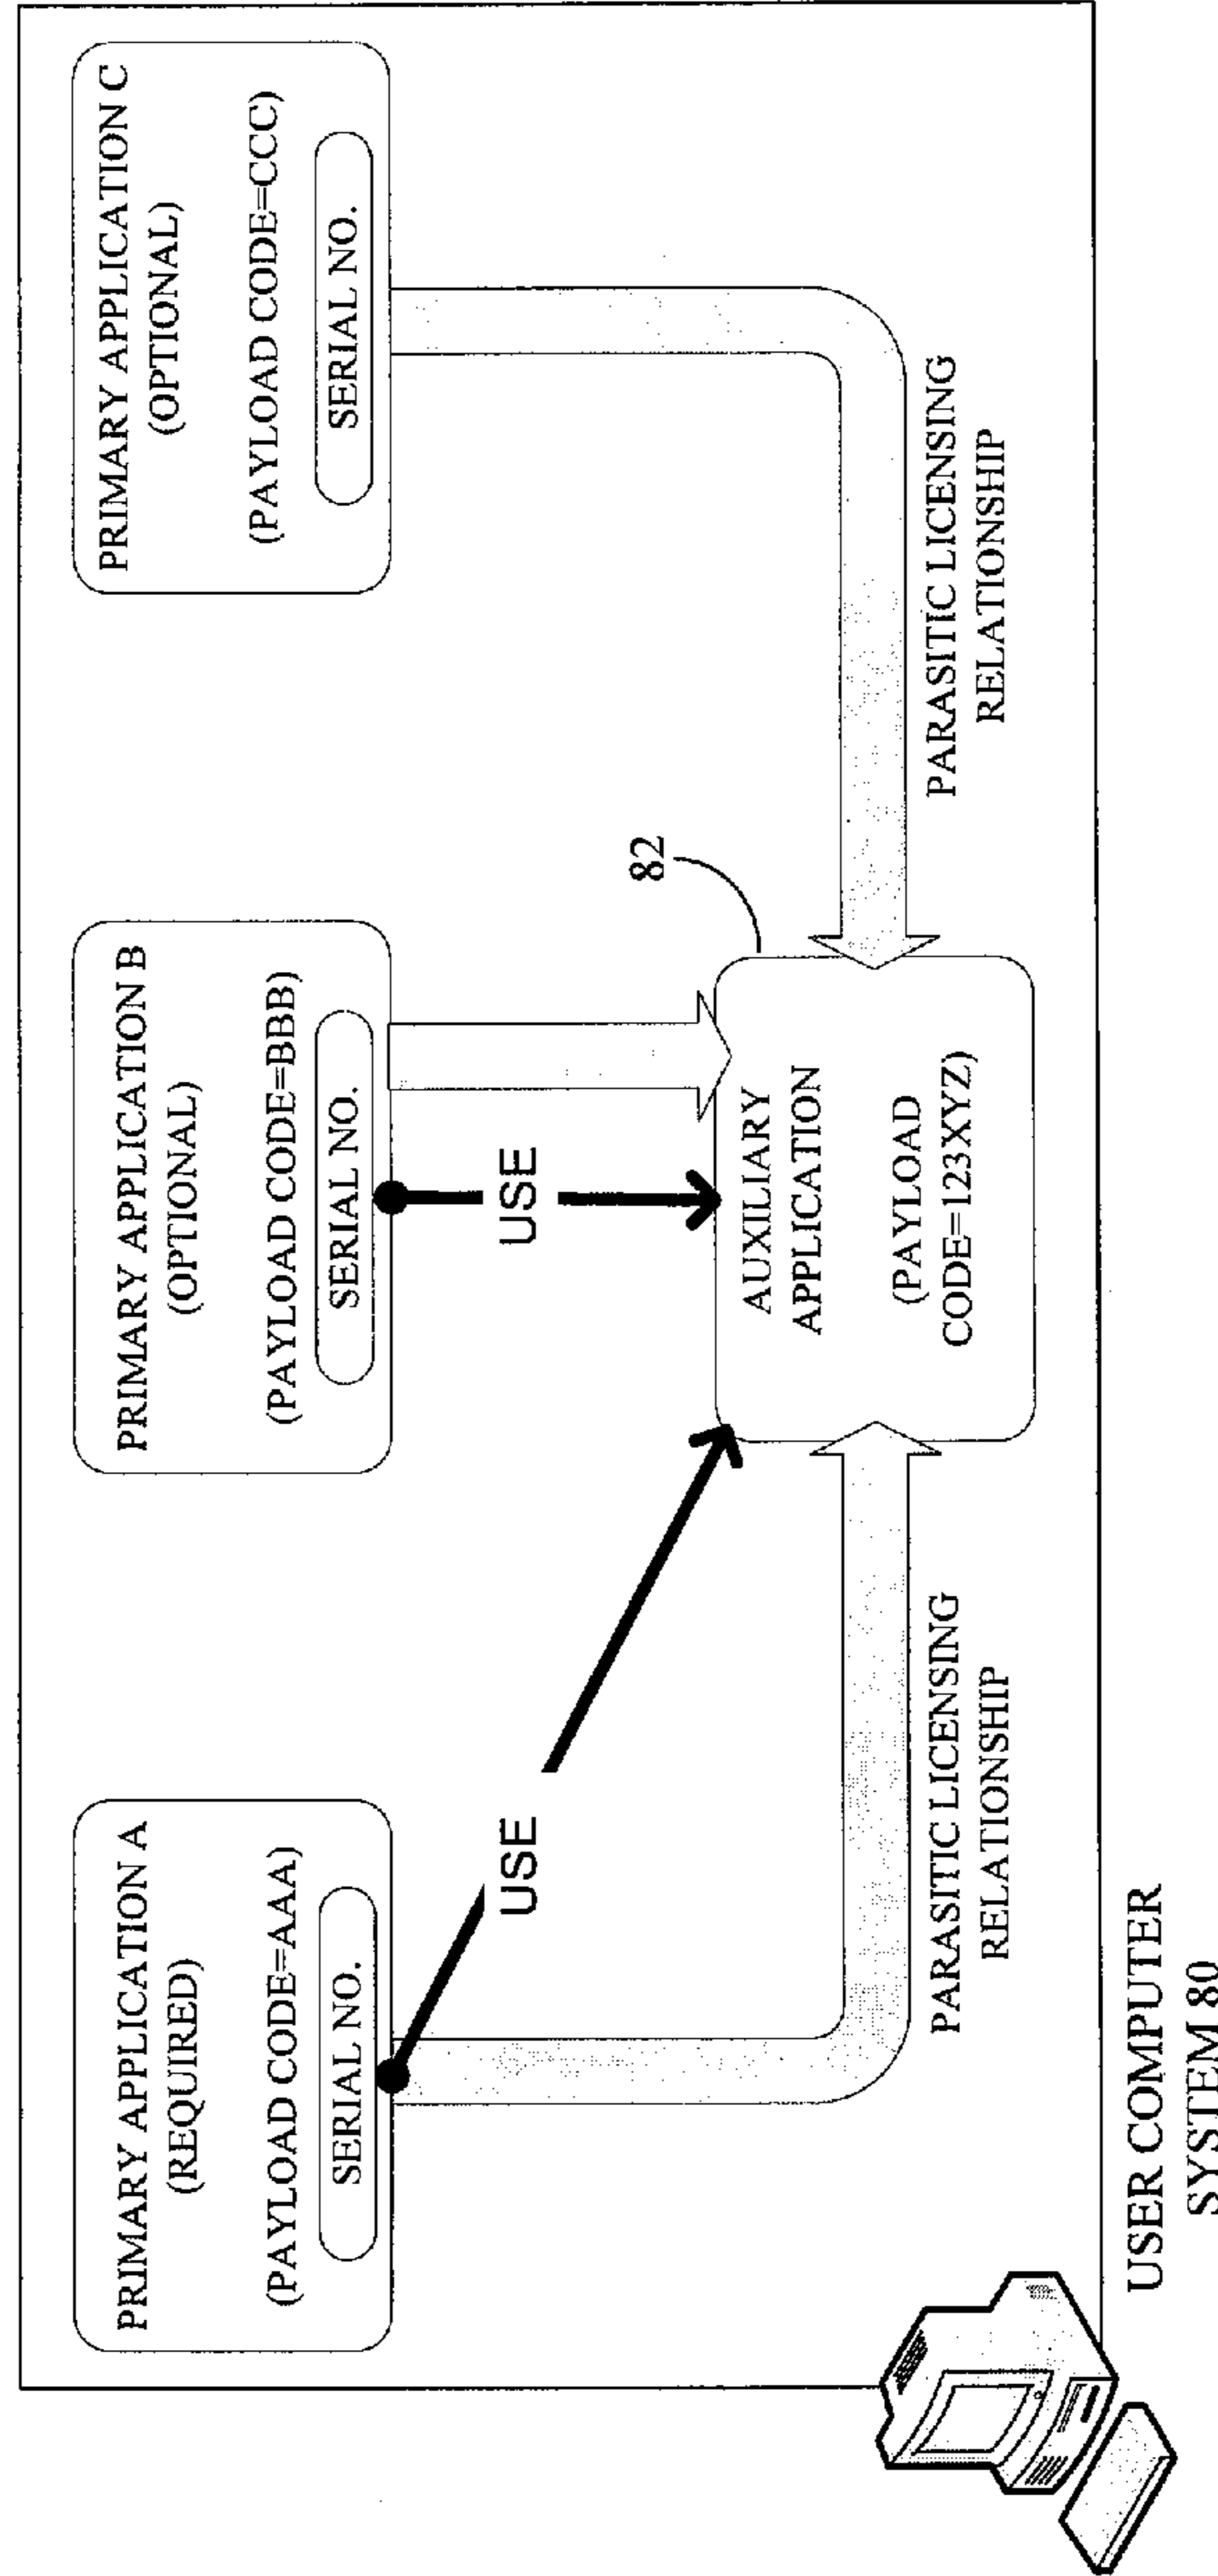 PRIMARY APPLICATION A
(REQUIRED)
(PAYLOAD CODE=AAA)
SERIAL NO.
PRIMARY APPLICATION B
(OPTIONAL)
(PAYLOAD CODE=BBB)
SERIAL NO.
PRIMARY APPLICATION C
(OPTIONAL)
(PAYLOAD CODE=CCC)
SERIAL NO.
USE
USE
82
AUXILIARY
APPLICATION
(PAYLOAD
CODE=123XYZ)
PARASITIC LICENSING
RELATIONSHIP
PARASITIC LICENSING
RELATIONSHIP
USER COMPUTER
SYSTEM 80